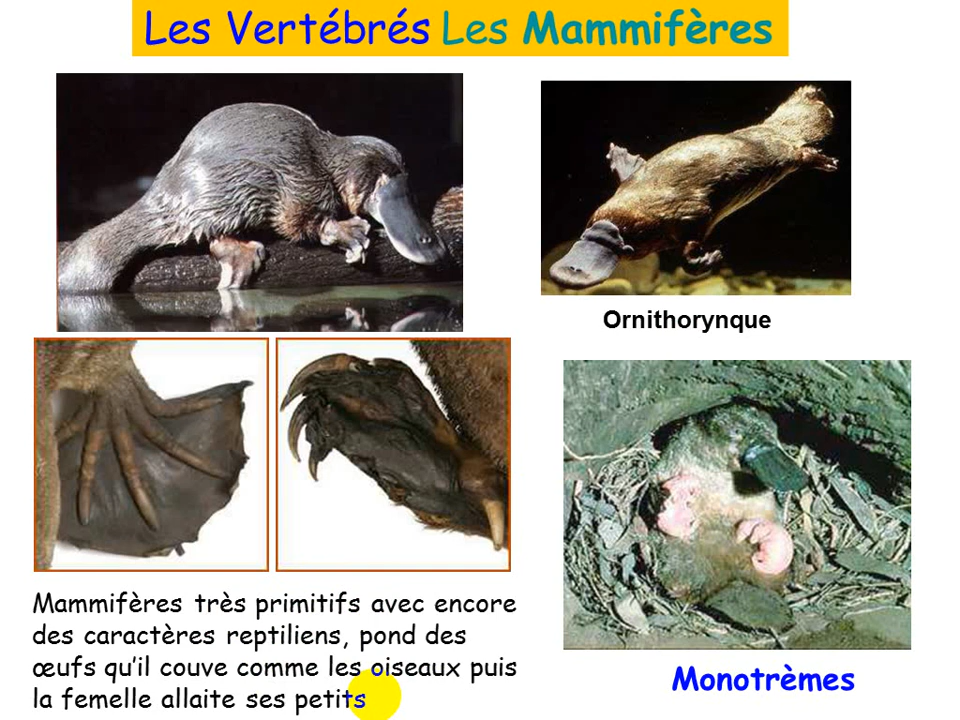 Les Vertébrés Les Mammifères
Ornithorynque
Mammifères très primitifs avec encore
des caractères reptiliens, pond des
œufs qu'il couve comme les oiseaux puis
la femelle allaite ses petits
Monotrèmes